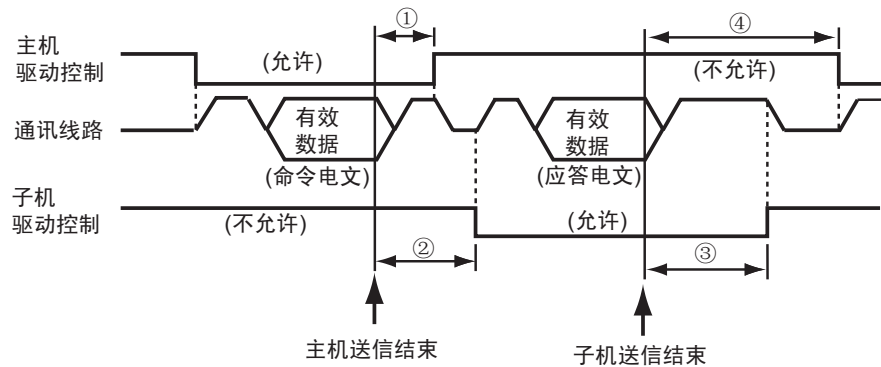 ①
④
主机
驱动控制
(允许)
(不允许)
通讯线路
有效
数据
有效
数据
(命令电文)
(应答电文)
子机
驱动控制
(不允许)
(允许)
②
③
主机送信结束
子机送信结束